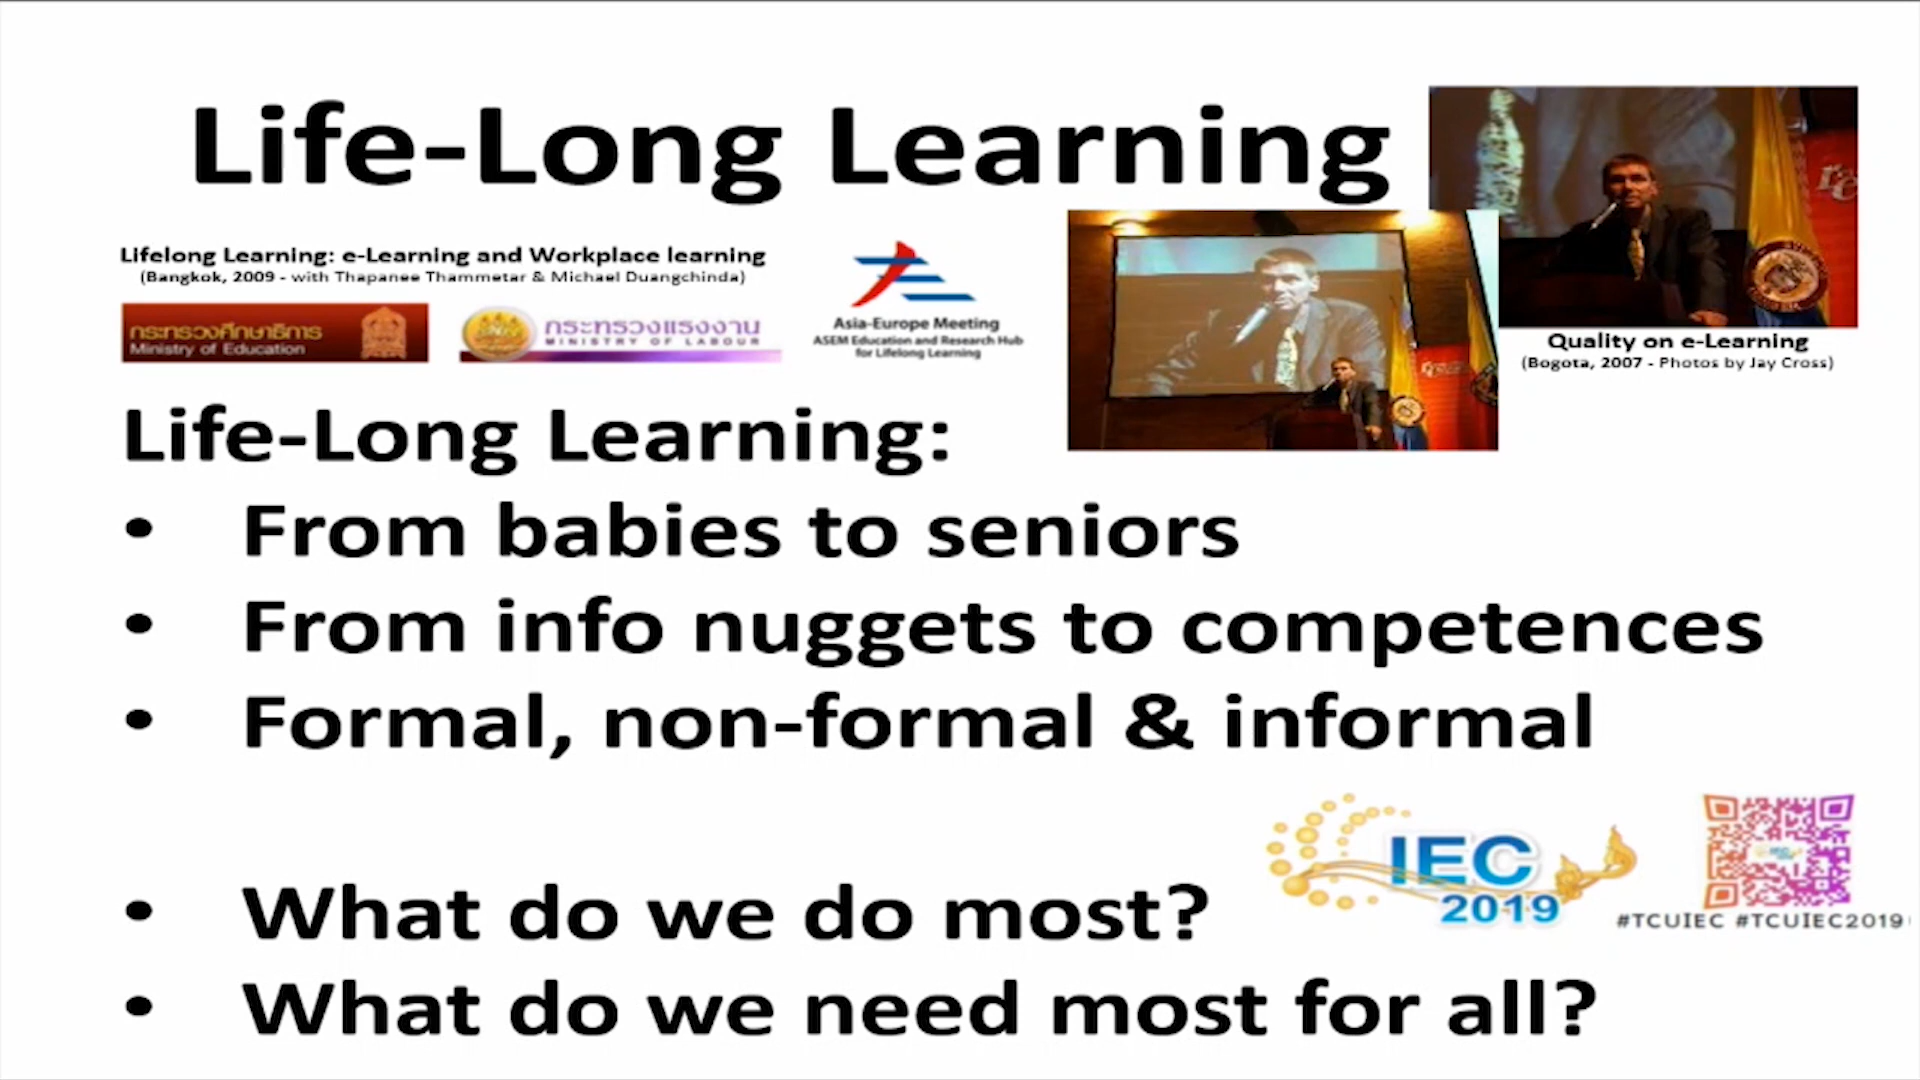 Life-Long Learning
Lifelong Learning: e-Learning and Workplace learning
(Bangkok, 2009 - with Thapanee Thammetar & Michael Duangchinda)
กระทรวงศึกษาธิการ
Ministry of Education
กระทรวงแรงงาน
MINISTRY OF LABOUR
Asia-Europe Meeting
ASEM Education and Research Hub
for Lifelong Learning
Quality on e-Learning
(Bogota, 2007 - Photos by Jay Cross)
Life-Long Learning:
• From babies to seniors
• From info nuggets to competences
• Formal, non-formal & informal
IEC
2019
#TCUIEC #TCUIEC2019
• What do we do most?
• What do we need most for all?